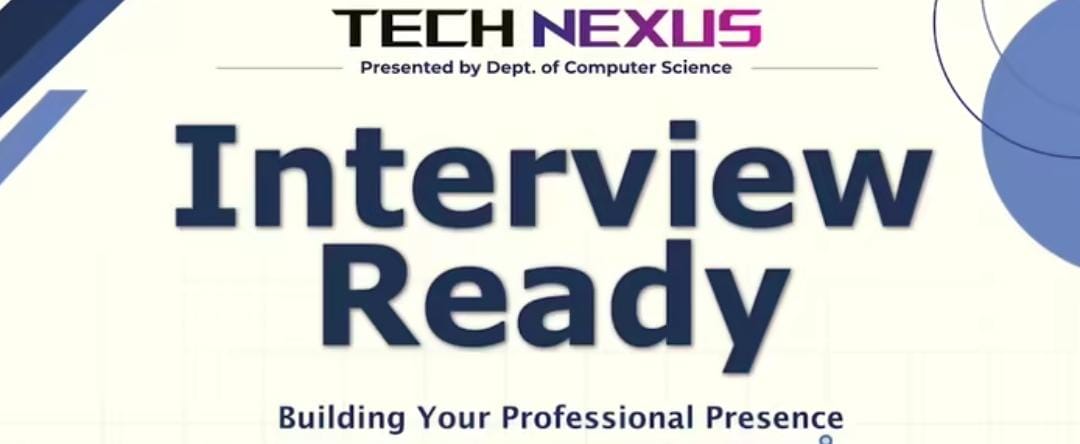 TECH NEXUS
Presented by Dept. of Computer Science
Interview
Ready
Building Your Professional Presence